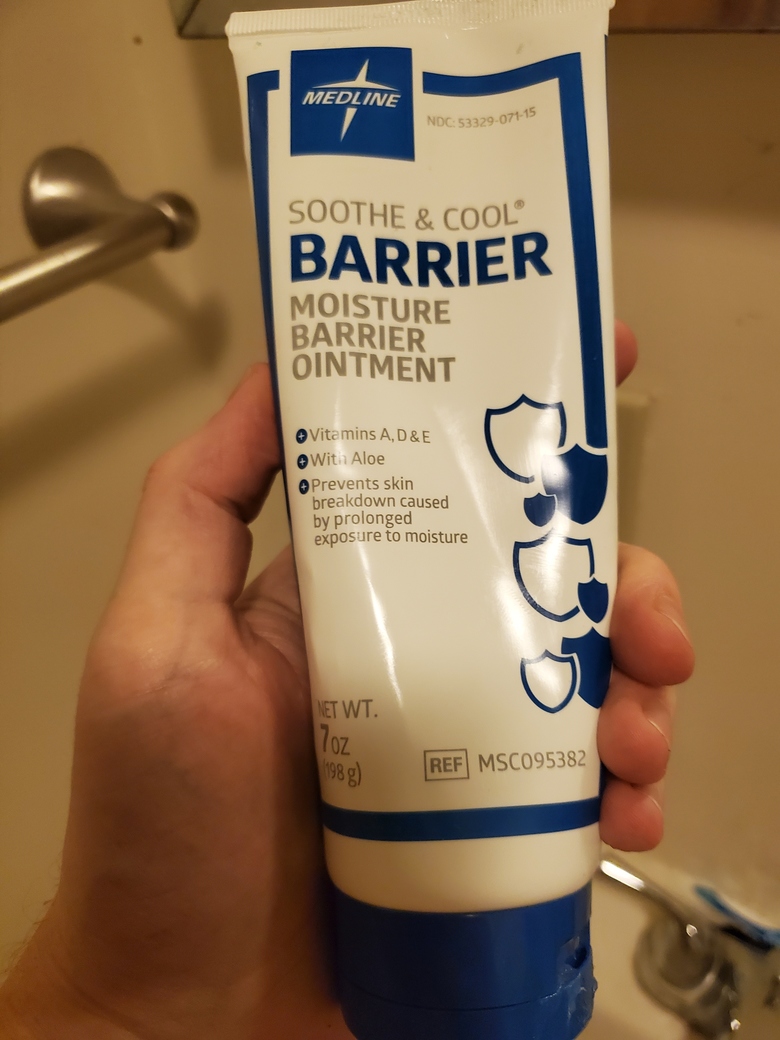 MEDLINE
NDC: 53329-071-15
SOOTHE & COOL®
BARRIER
MOISTURE
BARRIER
OINTMENT
Vitamins A, D & E
With Aloe
Prevents skin
breakdown caused
by prolonged
exposure to moisture
NET WT.
7 OZ
(198 g)
REF MSC095382